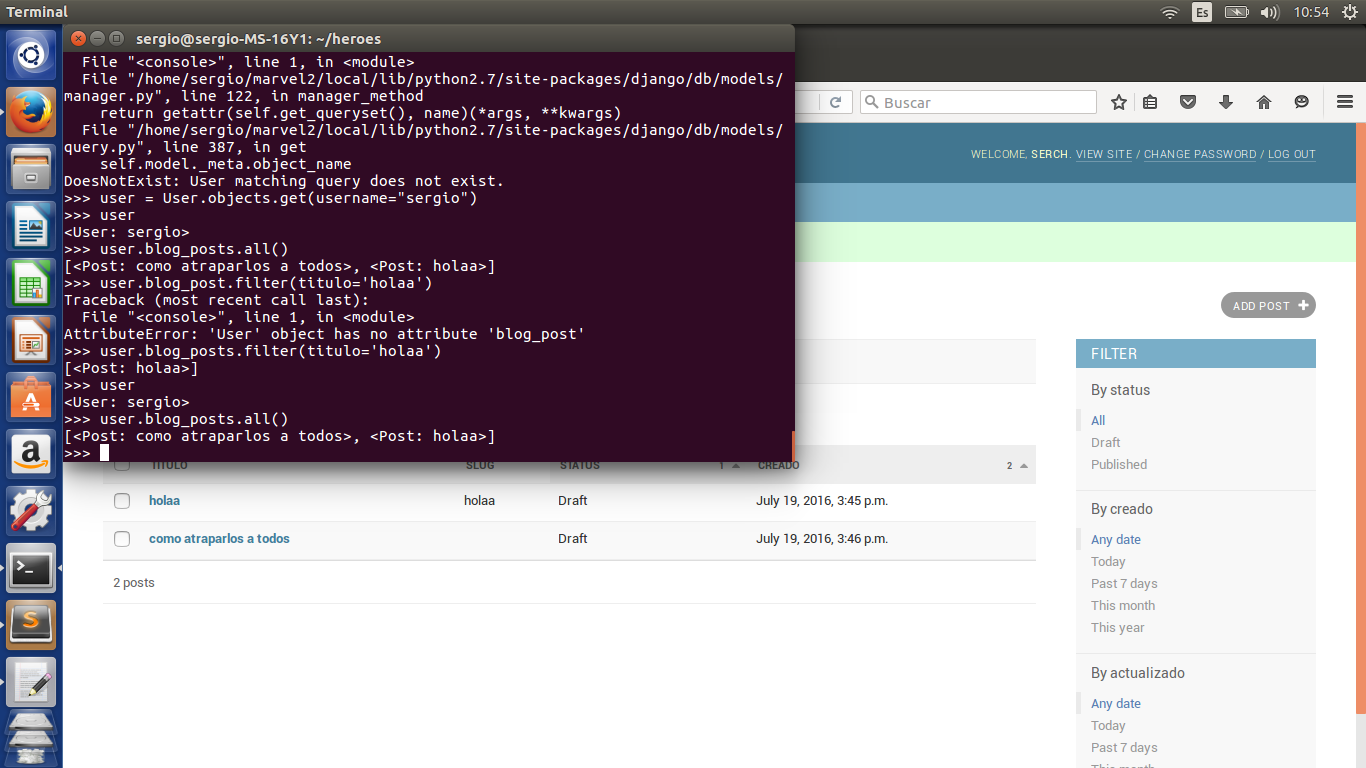 Terminal
Es
10:54
sergio@sergio-MS-16Y1: ~/heroes
File "<console>", line 1, in <module>
File "/home/sergio/marvel2/local/lib/python2.7/site-packages/django/db/models/
manager.py", line 122, in manager_method
return getattr(self.get_queryset(), name)(*args, **kwargs)
File "/home/sergio/marvel2/local/lib/python2.7/site-packages/django/db/models/
query.py", line 387, in get
self.model._meta.object_name
DoesNotExist: User matching query does not exist.
>>> user = User.objects.get(username="sergio")
>>> user
<User: sergio>
>>> user.blog_posts.all()
[<Post: como atraparlos a todos>, <Post: holaa>]
>>> user.blog_post.filter(titulo='holaa')
Traceback (most recent call last):
File "<console>", line 1, in <module>
AttributeError: 'User' object has no attribute 'blog_post'
>>> user.blog_posts.filter(titulo='holaa')
[<Post: holaa>]
>>> user
<User: sergio>
>>> user.blog_posts.all()
[<Post: como atraparlos a todos>, <Post: holaa>]
>>>
Buscar
WELCOME, SERCH. VIEW SITE / CHANGE PASSWORD / LOG OUT
ADD POST
TITULO SLUG STATUS 1 CREADO 2
holaa holaa Draft July 19, 2016, 3:45 p.m.
como atraparlos a todos Draft July 19, 2016, 3:46 p.m.
2 posts
FILTER
By status
All
Draft
Published
By creado
Any date
Today
Past 7 days
This month
This year
By actualizado
Any date
Today
Past 7 days
This month